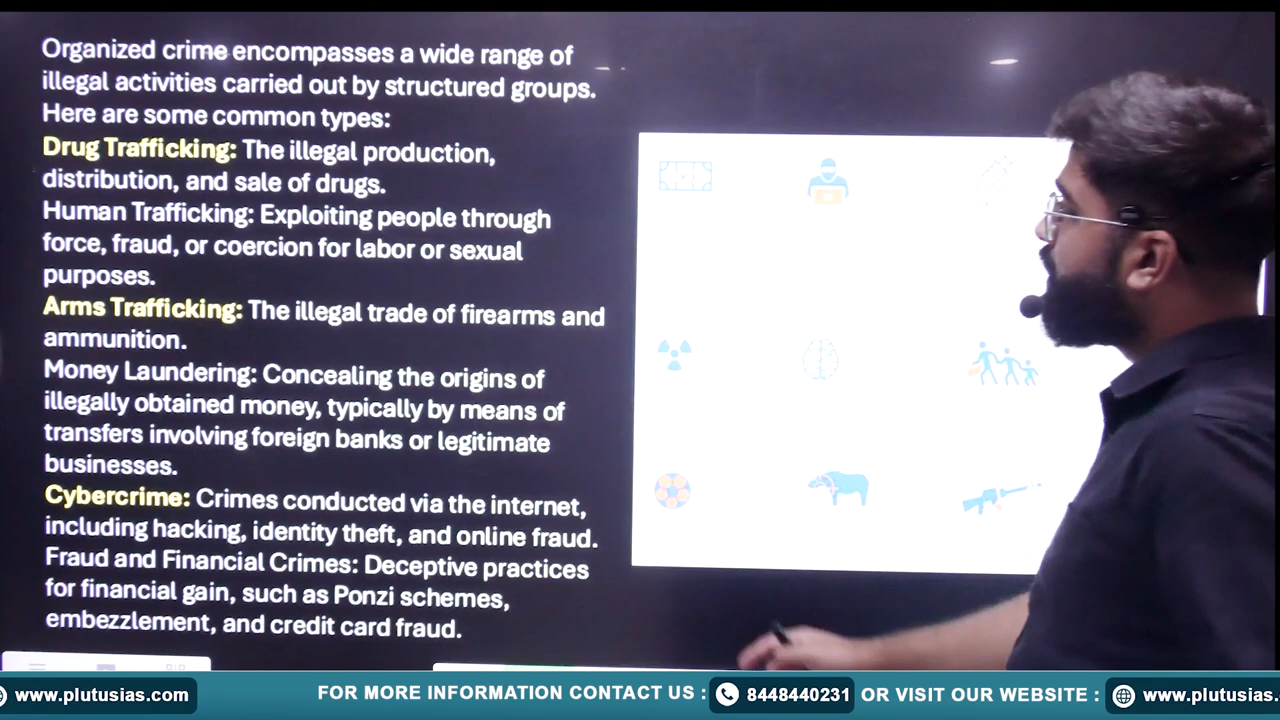 Organized crime encompasses a wide range of
illegal activities carried out by structured groups.
Here are some common types:
Drug Trafficking: The illegal production,
distribution, and sale of drugs.
Human Trafficking: Exploiting people through
force, fraud, or coercion for labor or sexual
purposes.
Arms Trafficking: The illegal trade of firearms and
ammunition.
Money Laundering: Concealing the origins of
illegally obtained money, typically by means of
transfers involving foreign banks or legitimate
businesses.
Cybercrime: Crimes conducted via the internet,
including hacking, identity theft, and online fraud.
Fraud and Financial Crimes: Deceptive practices
for financial gain, such as Ponzi schemes,
embezzlement, and credit card fraud.
www.plutusias.com FOR MORE INFORMATION CONTACT US : 8448440231 OR VISIT OUR WEBSITE : www.plutusias.